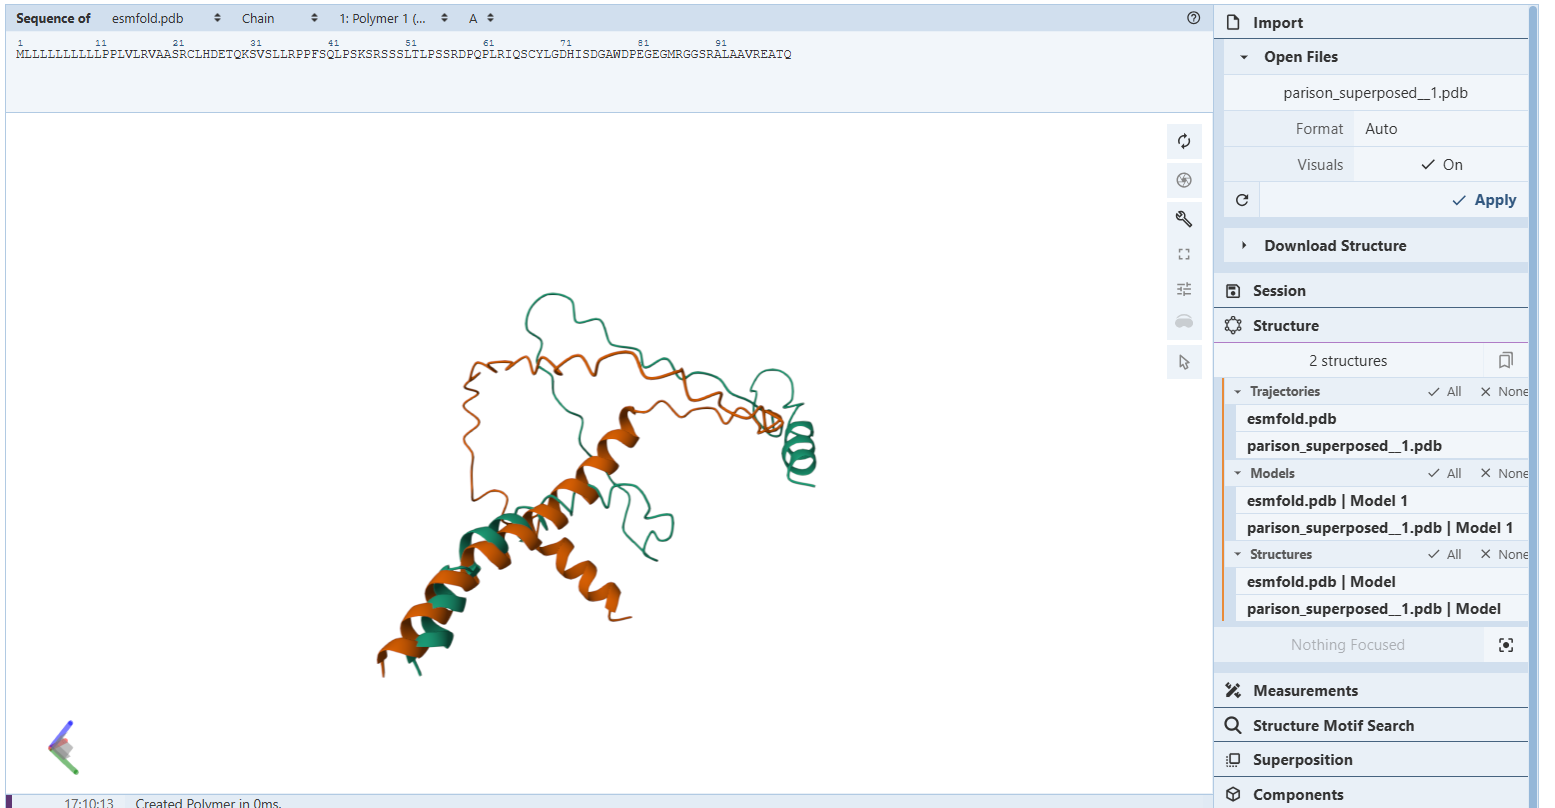 Sequence of esmfold.pdb Chain 1: Polymer 1 (... A
1 11 21 31 41 51 61 71 81 91
MLLLLLLLLLLPPLVLRVAASRCLHDETQKSVSLLRPPFSQLPSKSRSSSLTLPSSRDPQPLRIQSCYLGDHISDGAWDPEGEGMRGGSRALAAVREATQ
17:10:13 Created Polymer in 0ms.
Import
Open Files
parison_superposed__1.pdb
Format Auto
Visuals On
Apply
Download Structure
Session
Structure
2 structures
Trajectories All None
esmfold.pdb
parison_superposed__1.pdb
Models All None
esmfold.pdb | Model 1
parison_superposed__1.pdb | Model 1
Structures All None
esmfold.pdb | Model
parison_superposed__1.pdb | Model
Nothing Focused
Measurements
Structure Motif Search
Superposition
Components